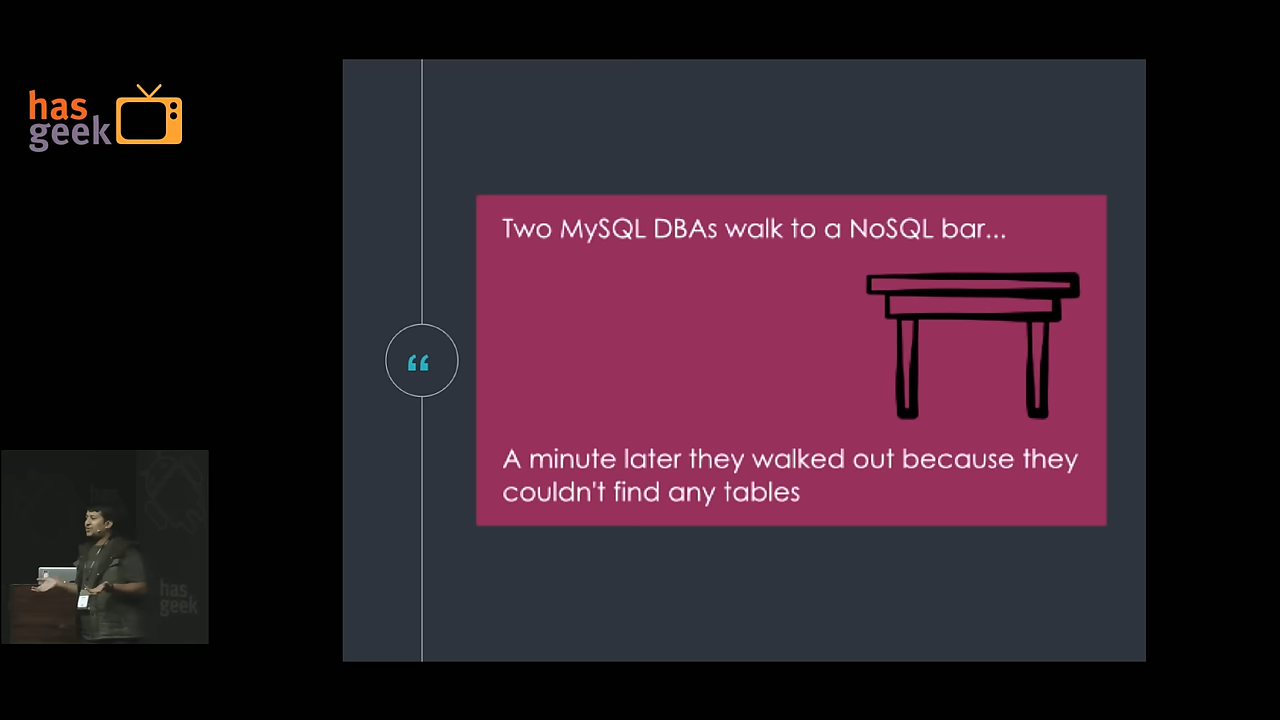 has
geek
Two MySQL DBAs walk to a NoSQL bar...
“
A minute later they walked out because they
couldn't find any tables
has
geek